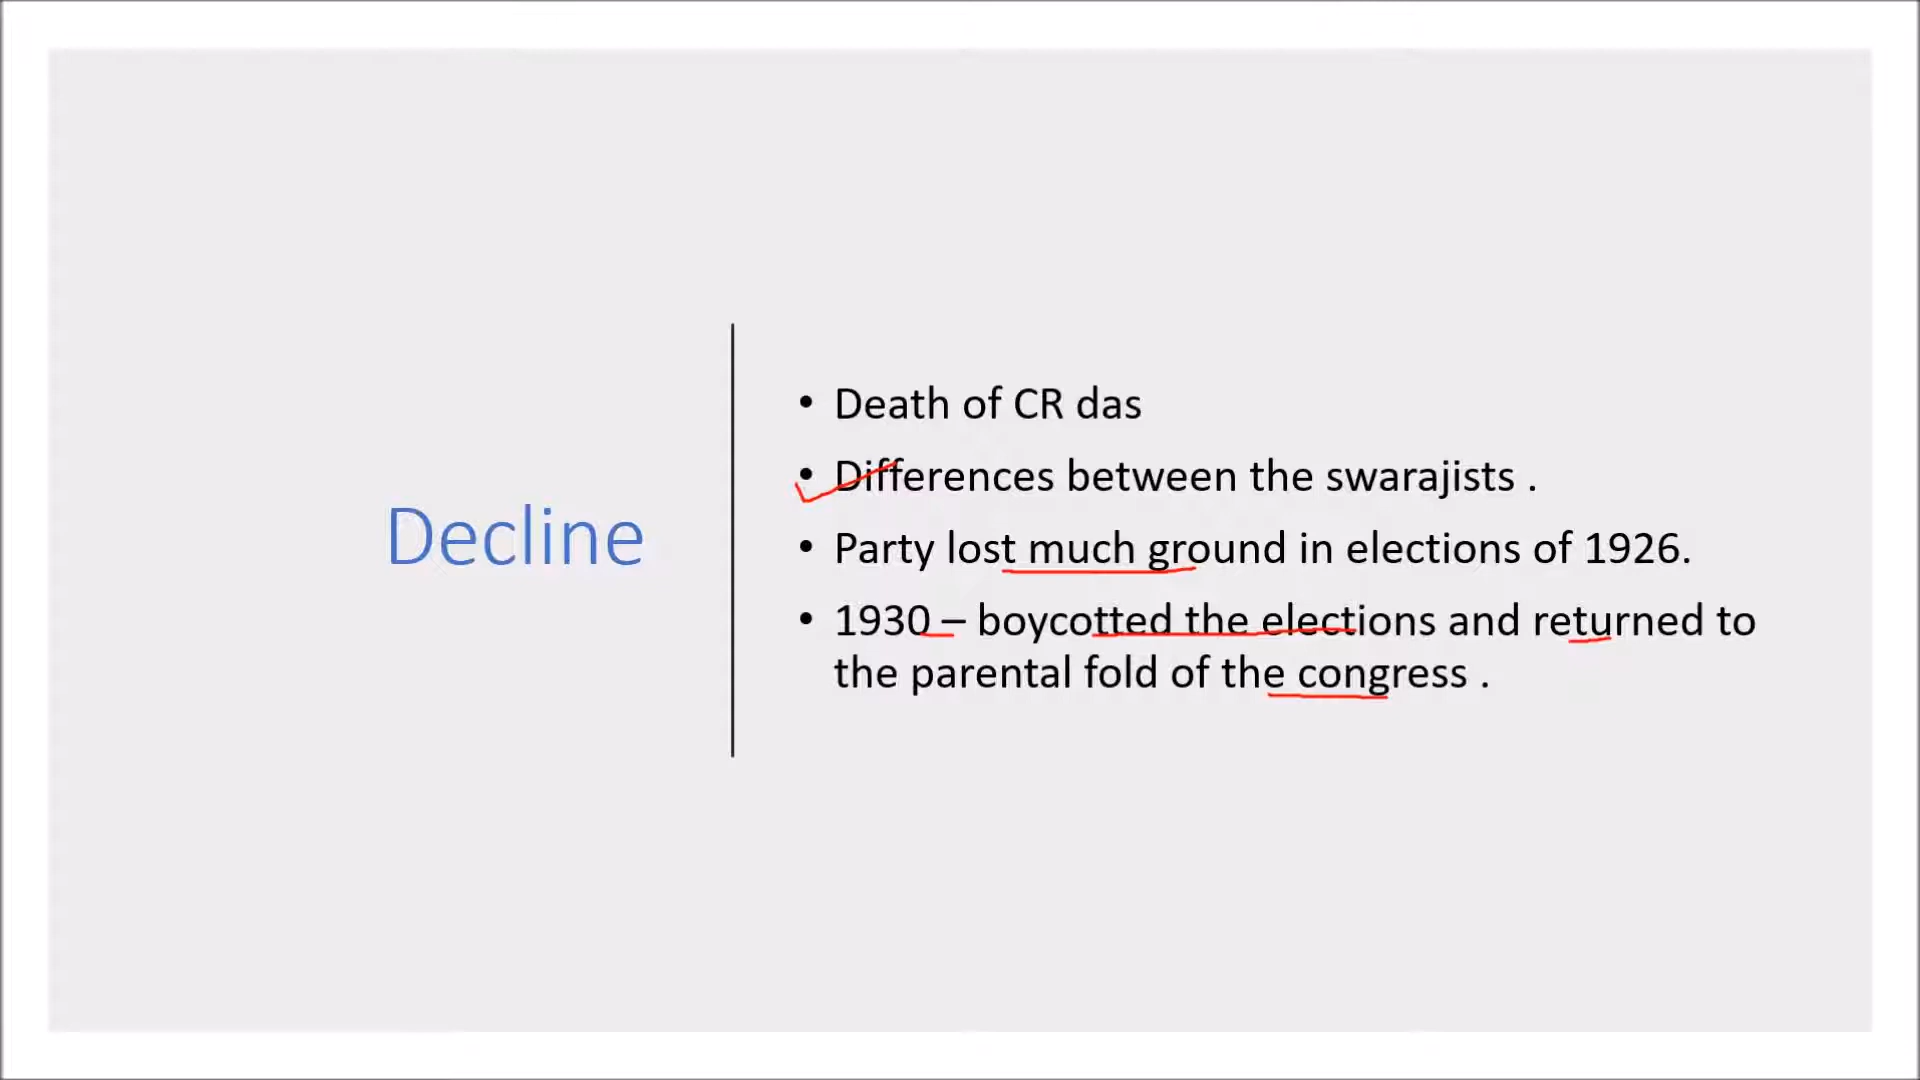 Decline
• Death of CR das
• Differences between the swarajists .
• Party lost much ground in elections of 1926.
• 1930 – boycotted the elections and returned to
the parental fold of the congress .